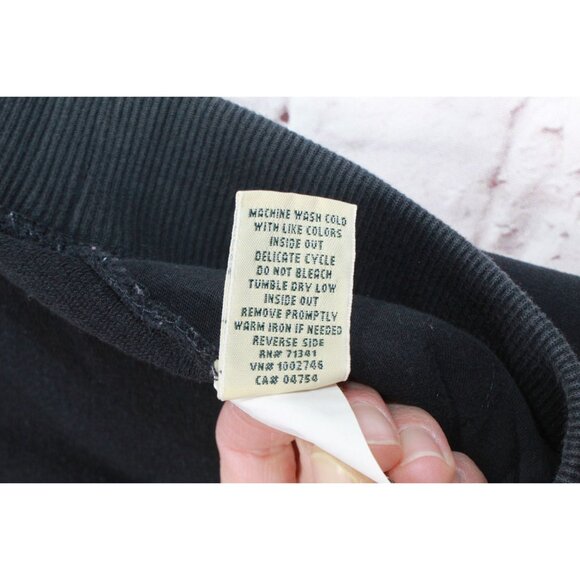 MACHINE WASH COLD
WITH LIKE COLORS
INSIDE OUT
DELICATE CYCLE
DO NOT BLEACH
TUMBLE DRY LOW
INSIDE OUT
REMOVE PROMPTLY
WARM IRON IF NEEDED
REVERSE SIDE
RN# 71341
VN# 1002746
CA# 04754